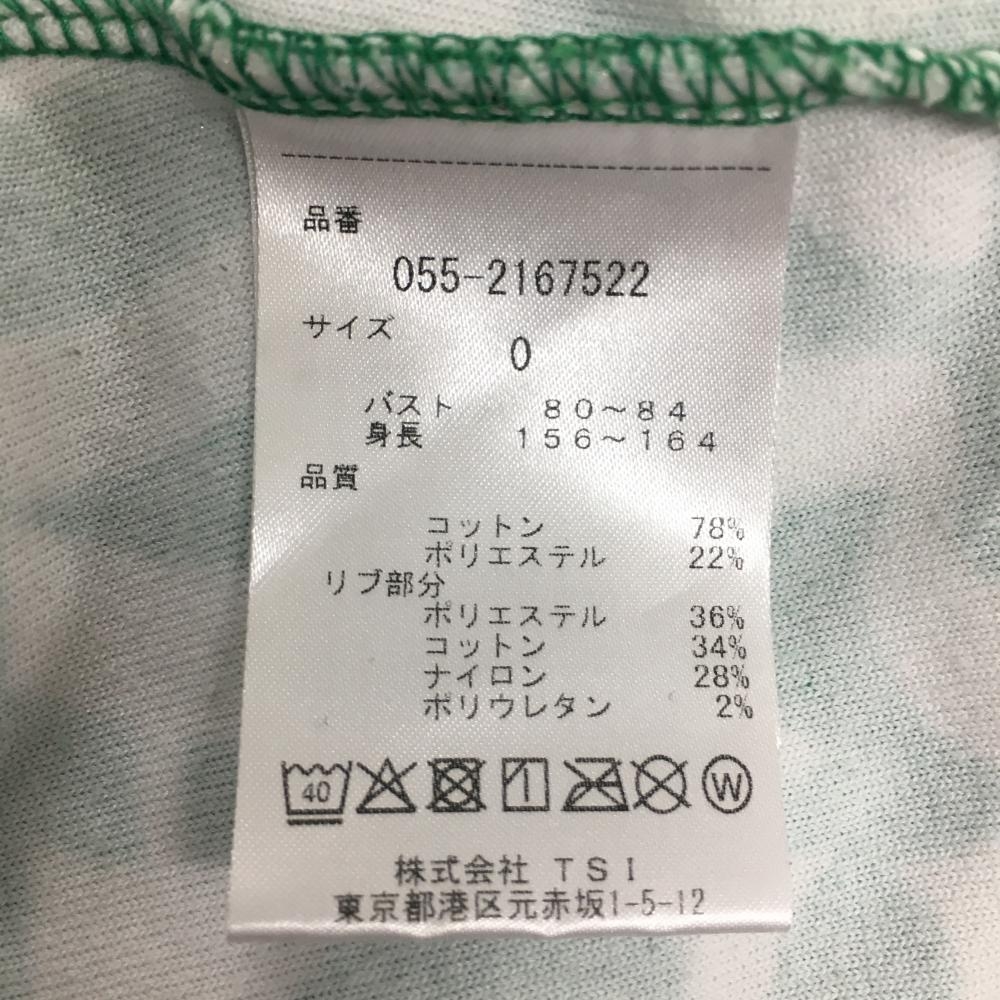 品番
055-2167522
サイズ
0
バスト 80～84
身長 156～164
品質
コットン 78%
ポリエステル 22%
リブ部分
ポリエステル 36%
コットン 34%
ナイロン 28%
ポリウレタン 2%
40 W
株式会社 TSI
東京都港区元赤坂1-5-12